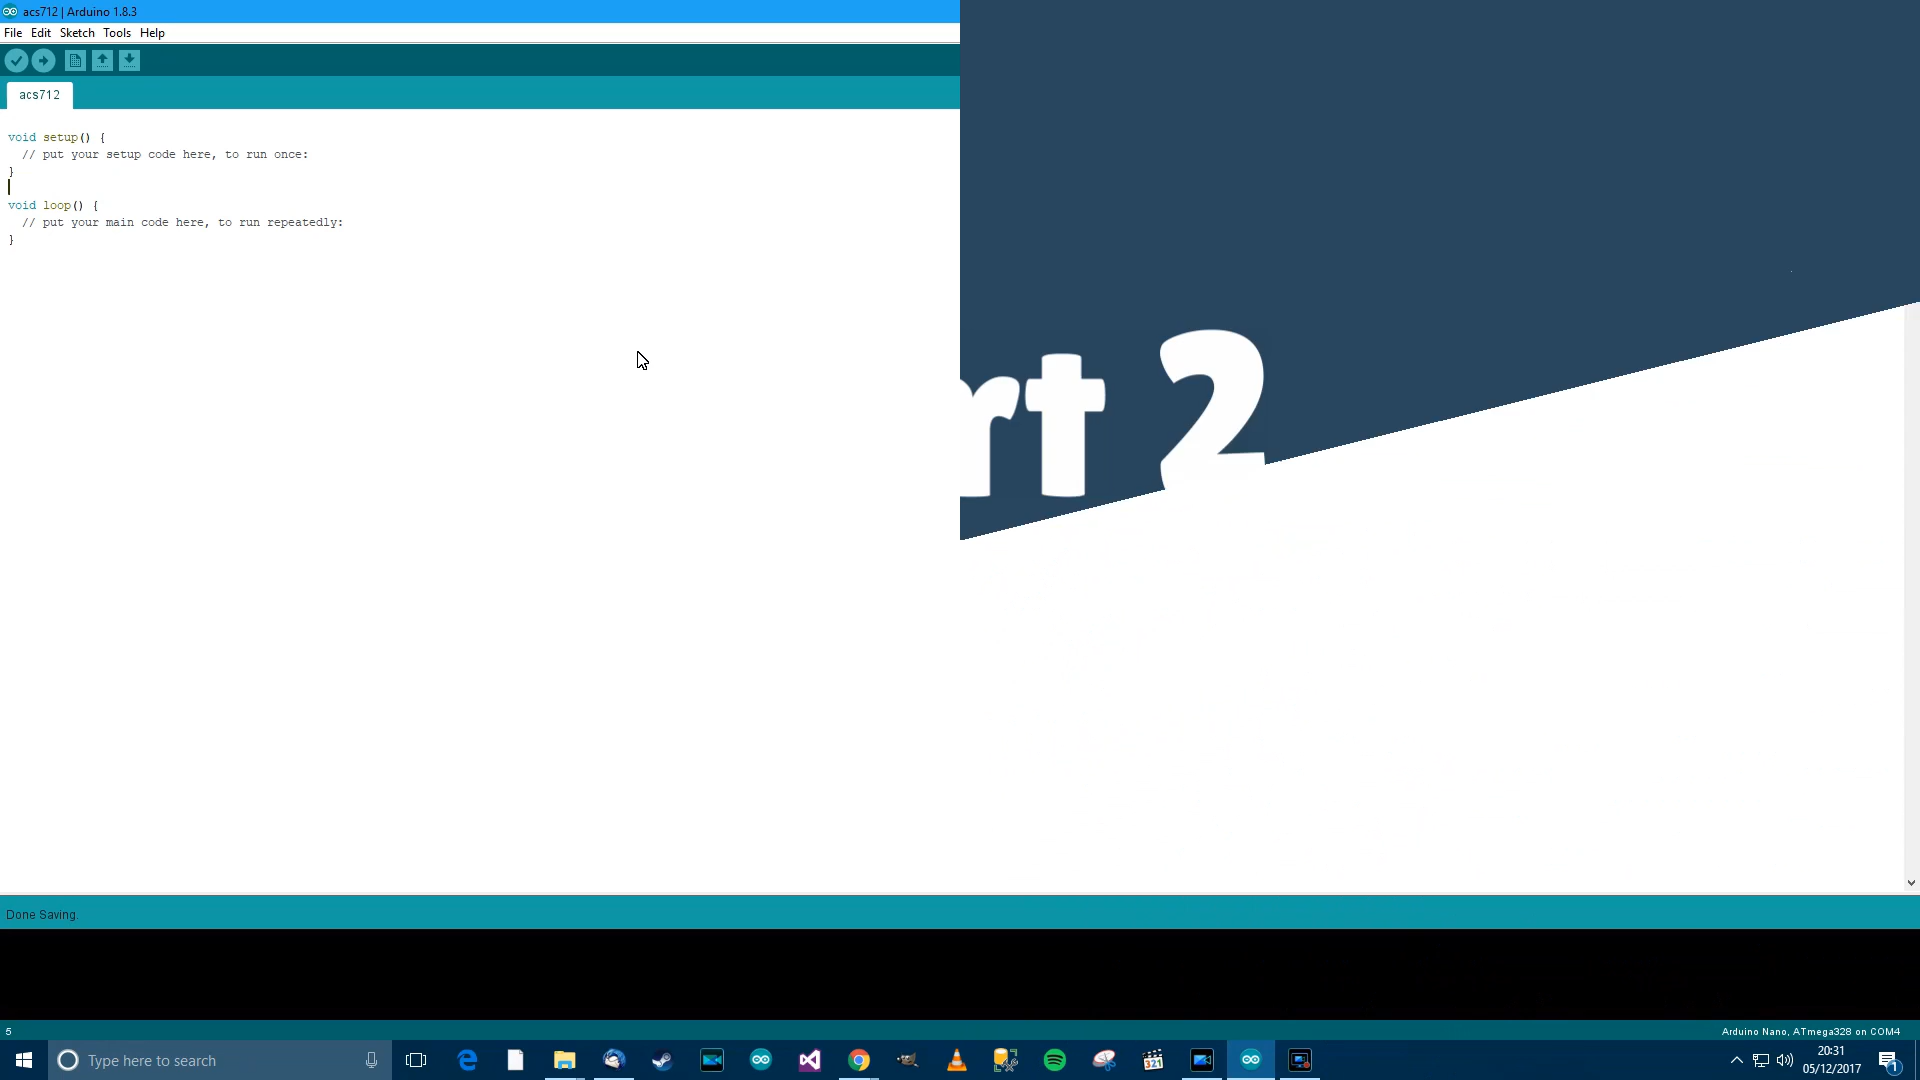 acs712 | Arduino 1.8.3
File Edit Sketch Tools Help
acs712
void setup() {
// put your setup code here, to run once:
}
void loop() {
// put your main code here, to run repeatedly:
}
rt 2
Done Saving.
5
Arduino Nano, ATmega328 on COM4
Type here to search
321
20:31
05/12/2017
1